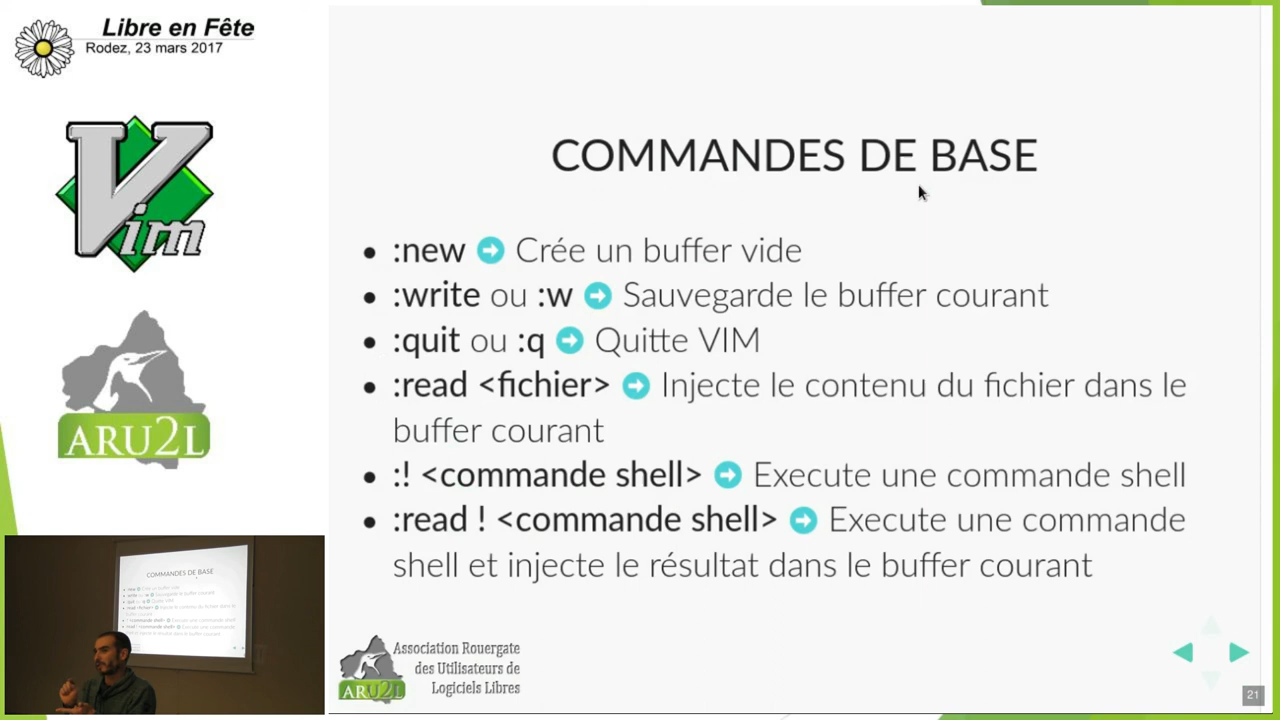 Libre en Fête
Rodez, 23 mars 2017
Vim
ARU2L
COMMANDES DE BASE
:new Crée un buffer vide
:write ou :w Sauvegarde le buffer courant
:quit ou :q Quitte VIM
:read <fichier> Injecte le contenu du fichier dans le
buffer courant
:! <commande shell> Execute une commande shell
:read ! <commande shell> Execute une commande
shell et injecte le résultat dans le buffer courant
COMMANDES DE BASE
ARU2L
Association Rouergate
des Utilisateurs de
Logiciels Libres
21